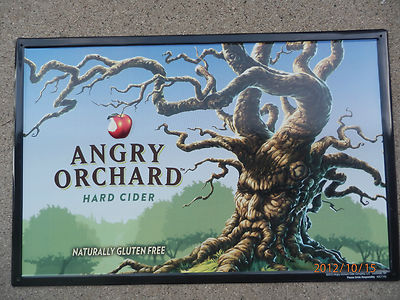 ANGRY
ORCHARD
HARD CIDER
NATURALLY GLUTEN FREE
2012/10/15